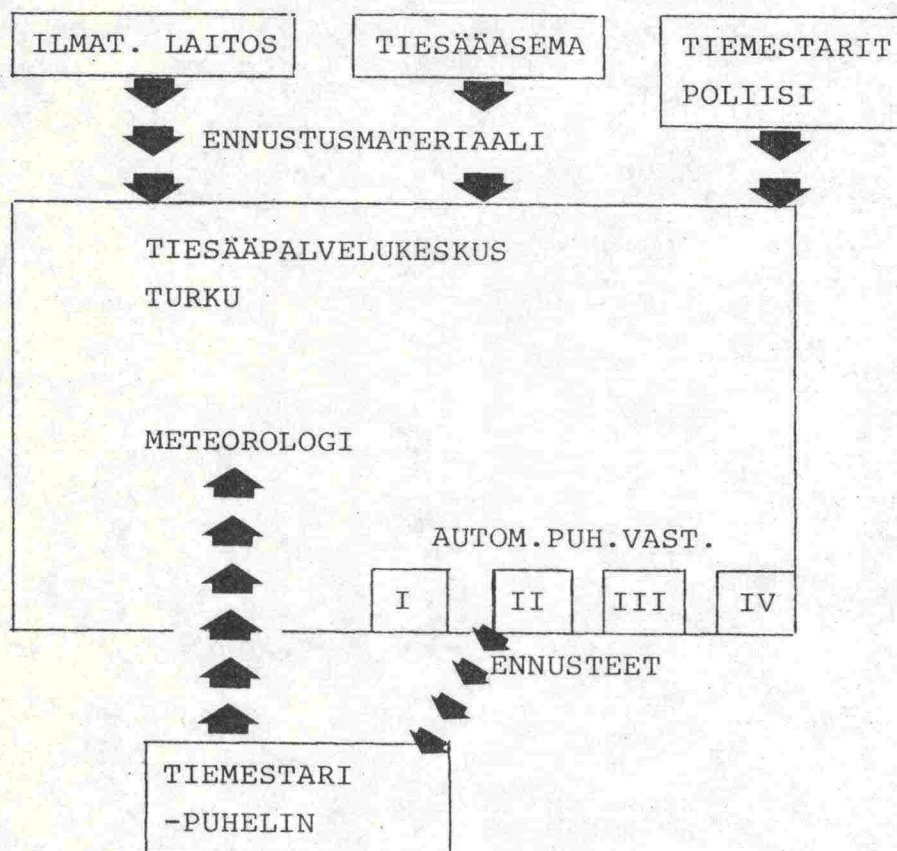 ILMAT. LAITOS
TIESÄÄASEMA
TIEMESTARIT
POLIISI
ENNUSTUSMATERIAALI
TIESÄÄPALVELUKESKUS
TURKU
METEOROLOGI
AUTOM.PUH.VAST.
I II III IV
ENNUSTEET
TIEMESTARI
-PUHELIN